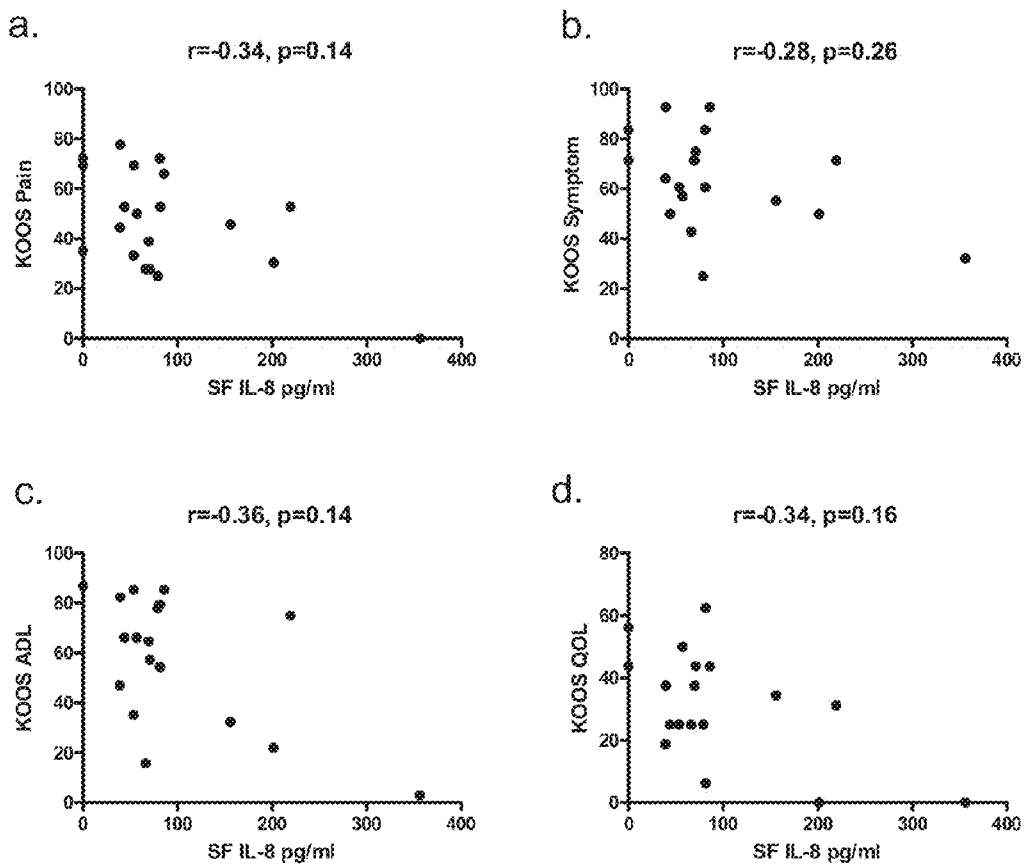 a.
r=-0.34, p=0.14
KOOS Pain
100
80
60
40
20
0
0 100 200 300 400
SF IL-8 pg/ml
b.
r=-0.28, p=0.26
KOOS Symptom
100
80
60
40
20
0
0 100 200 300 400
SF IL-8 pg/ml
c.
r=-0.36, p=0.14
KOOS ADL
100
80
60
40
20
0
0 100 200 300 400
SF IL-8 pg/ml
d.
r=-0.34, p=0.16
KOOS QOL
80
60
40
20
0
0 100 200 300 400
SF IL-8 pg/ml